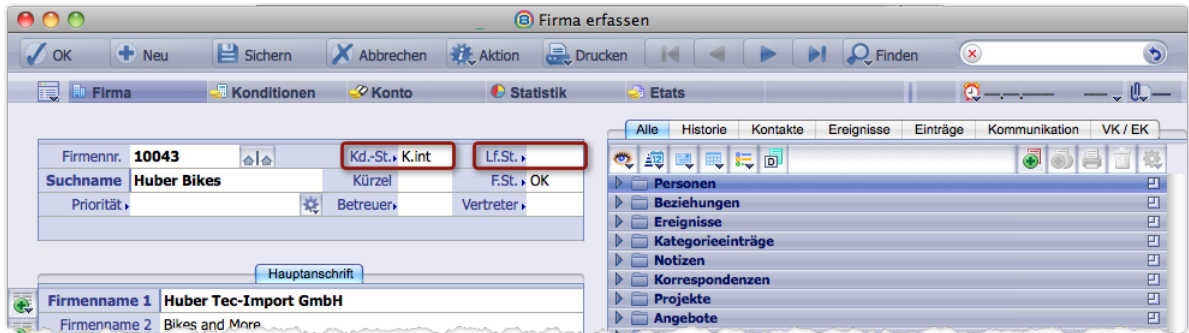 Firma erfassen
OK Neu Sichern Abbrechen Aktion Drucken Finden
Firma Konditionen Konto Statistik Etats
Alle Historie Kontakte Ereignisse Einträge Kommunikation VK / EK
Firmennr. 10043 Kd.-St. K.int Lf.St.
Suchname Huber Bikes Kürzel F.St. OK
Priorität Betreuer Vertreter
Personen
Beziehungen
Ereignisse
Kategorieeinträge
Notizen
Korrespondenzen
Projekte
Angebote
Hauptanschrift
Firmenname 1 Huber Tec-Import GmbH
Firmenname 2 Bikes and More